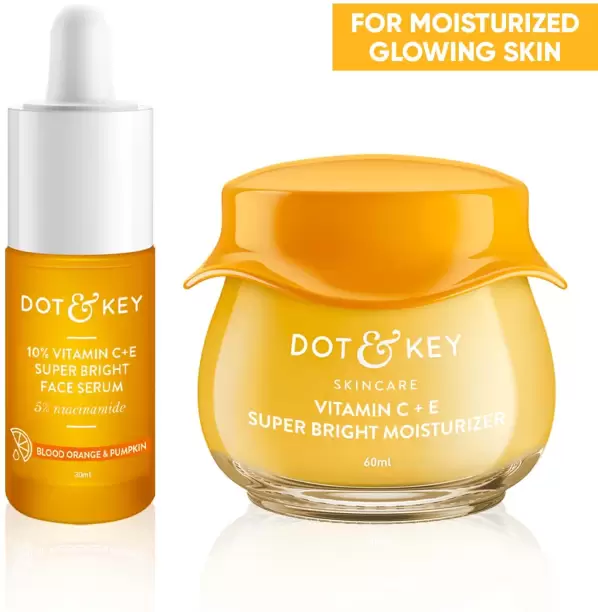 FOR MOISTURIZED
GLOWING SKIN
DOT & KEY
10% VITAMIN C+E
SUPER BRIGHT
FACE SERUM
5% niacinamide
BLOOD ORANGE & PUMPKIN
20ml
DOT & KEY
SKINCARE
VITAMIN C + E
SUPER BRIGHT MOISTURIZER
60ml